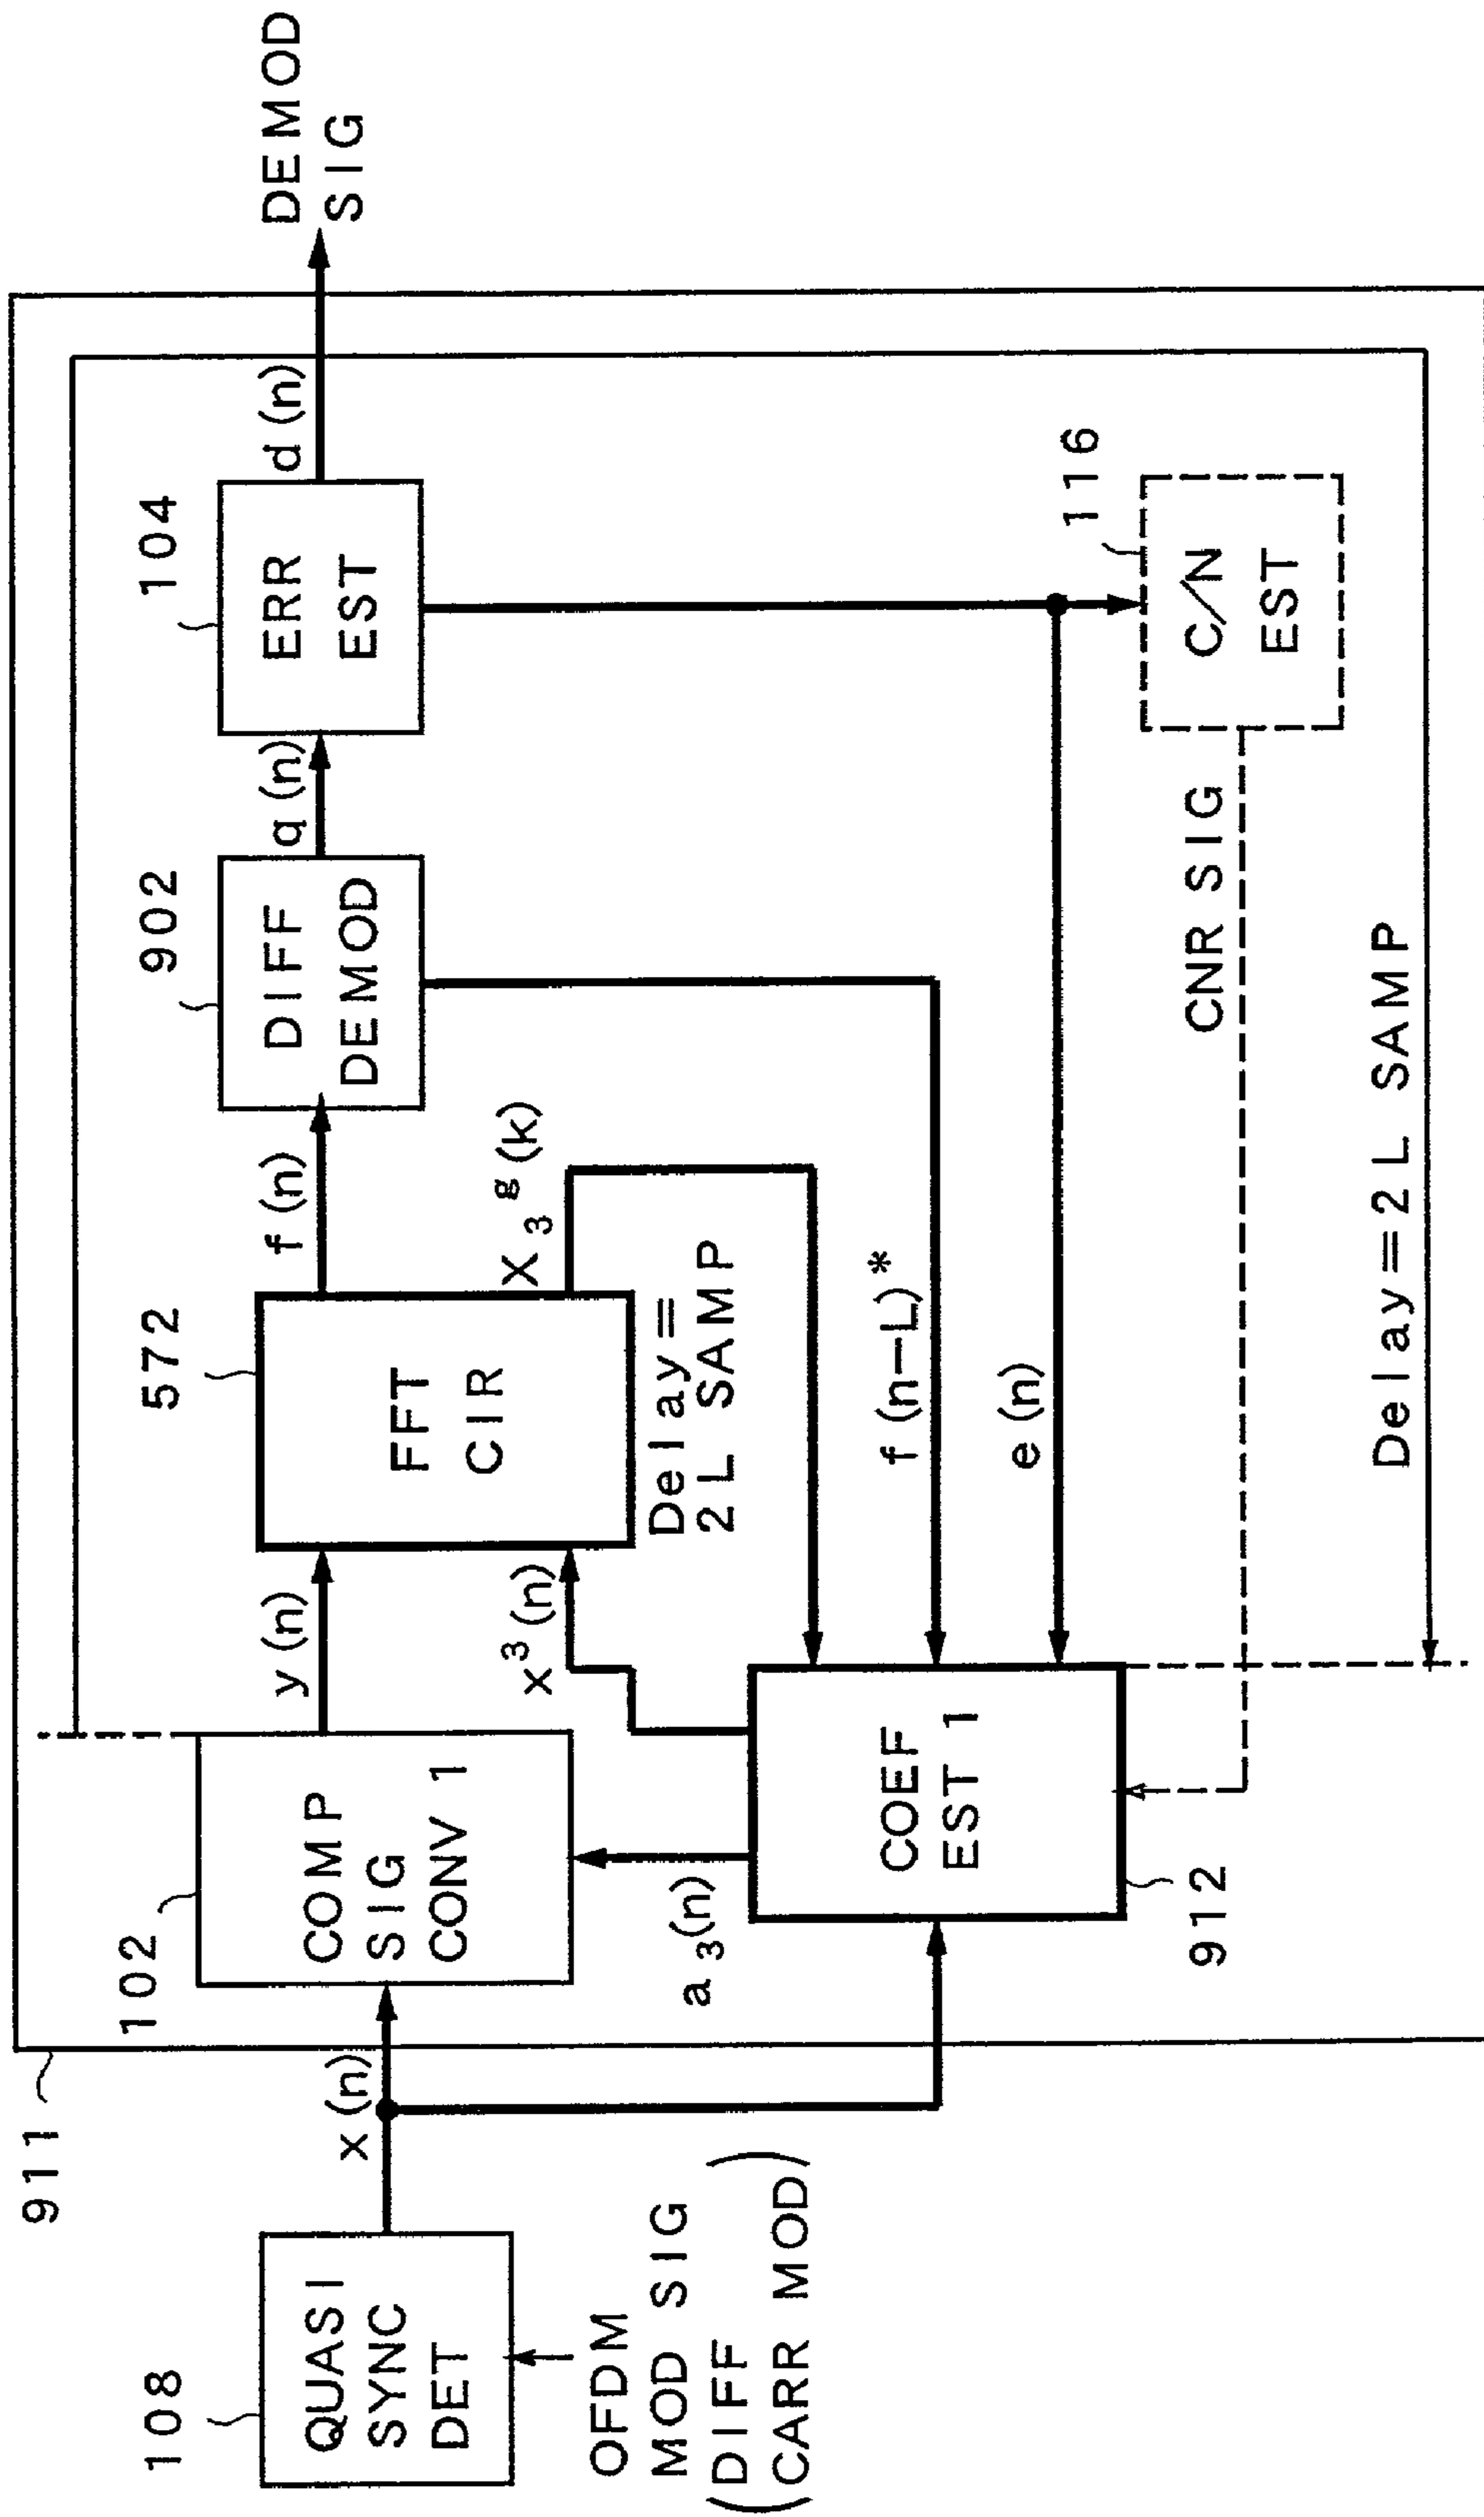 911
108
QUASI
SYNC
DET
OFDM
MOD SIG
(DIFF
CARR MOD)
x(n)
102
COMP
SIG
CONV 1
a3(n)
y(n)
x3(n)
572
FFT
CIR
Delay=
2L SAMP
X3g(k)
f(n)
902
DIFF
DEMOD
q(n)
104
ERR
EST
d(n)
DEMOD
SIG
COEF
EST 1
912
f(n-L)*
e(n)
116
C/N
EST
CNR SIG
Delay=2L SAMP